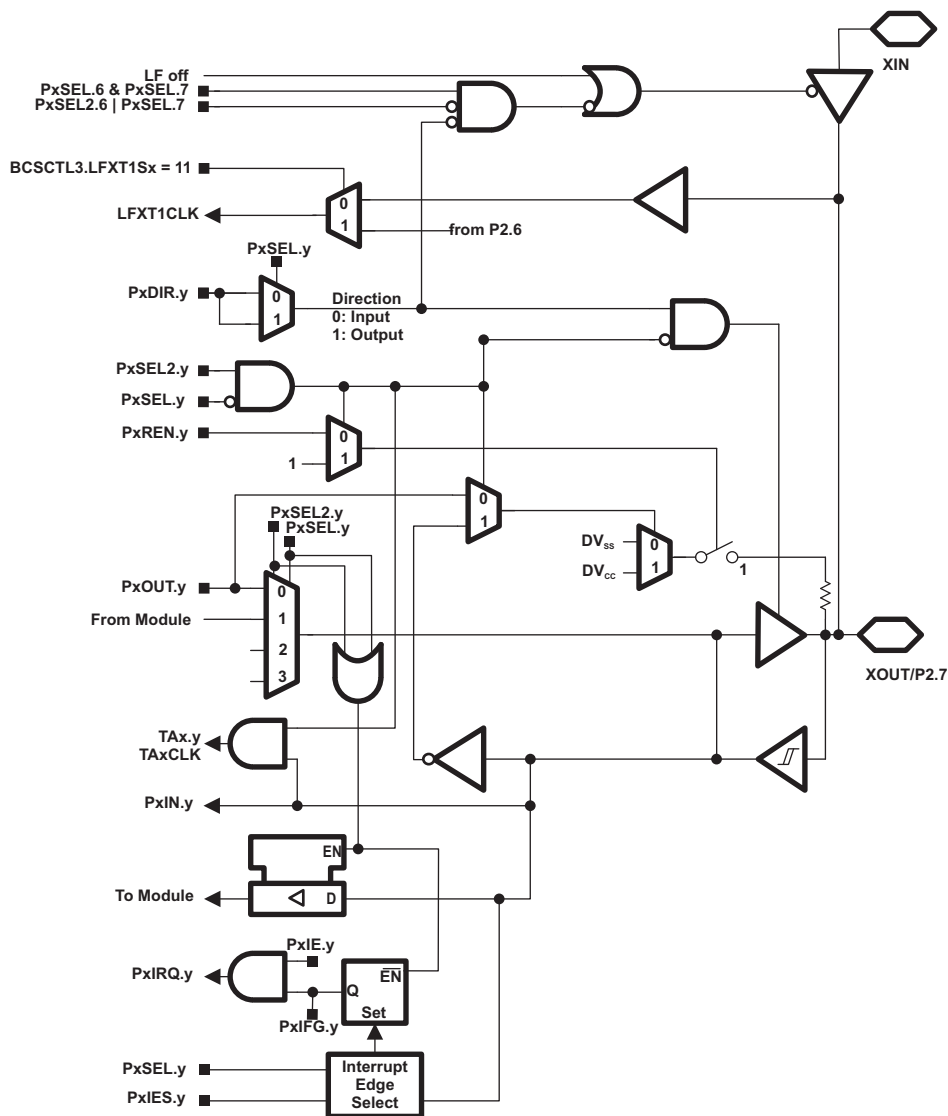 XIN
LF off
PxSEL.6 & PxSEL.7
PxSEL2.6 | PxSEL.7
BCSCTL3.LFXT1Sx = 11
0
LFXT1CLK
1
from P2.6
PxSEL.y
PxDIR.y
0
1
Direction
0: Input
1: Output
PxSEL2.y
PxSEL.y
PxREN.y
0
1
1
0
1
PxSEL2.y
PxSEL.y
DVSS
0
DVCC
1
1
PxOUT.y
0
From Module
1
2
3
XOUT/P2.7
TAx.y
TAxCLK
PxIN.y
EN
To Module
D
PxIE.y
PxIRQ.y
EN
Q
Set
PxIFG.y
PxSEL.y
PxIES.y
Interrupt
Edge
Select